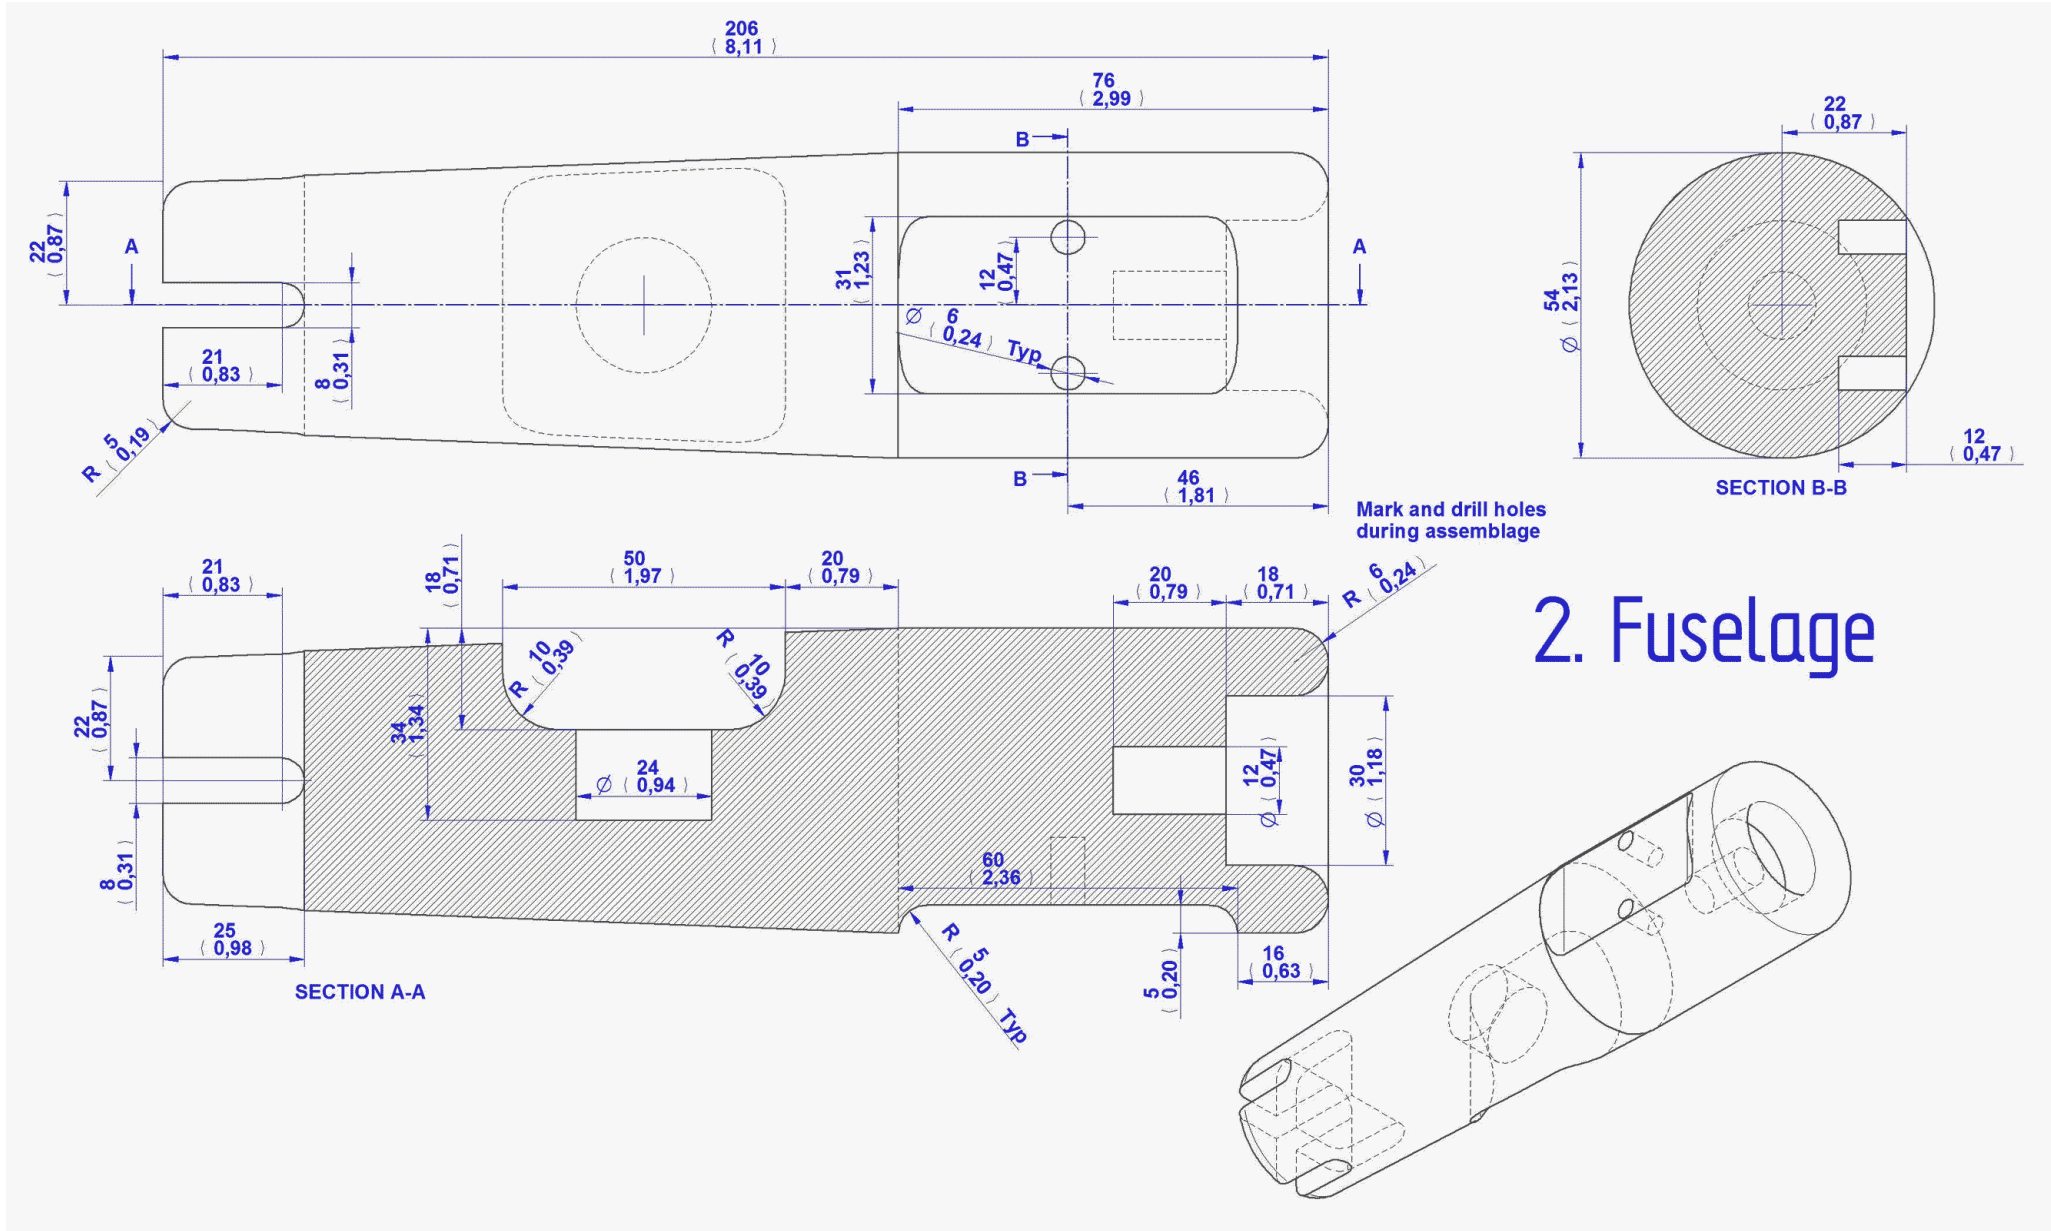 206
( 8,11 )
76
( 2,99 )
B
22
( 0,87 )
22
( 0,87 )
A
A
31
( 1,23 )
12
( 0,47 )
∅ 6
( 0,24 ) Typ
54
∅ ( 2,13 )
21
( 0,83 )
8
( 0,31 )
R 5
( 0,19 )
B
46
( 1,81 )
12
( 0,47 )
SECTION B-B
Mark and drill holes
during assemblage
21
( 0,83 )
18
( 0,71 )
50
( 1,97 )
20
( 0,79 )
20
( 0,79 )
18
( 0,71 )
R 6
( 0,24 )
2. Fuselage
R 10
( 0,39 )
R 10
( 0,39 )
22
( 0,87 )
34
( 1,34 )
24
∅ ( 0,94 )
12
∅ ( 0,47 )
30
∅ ( 1,18 )
8
( 0,31 )
60
( 2,36 )
25
( 0,98 )
R 5
( 0,20 ) Typ
5
( 0,20 )
16
( 0,63 )
SECTION A-A